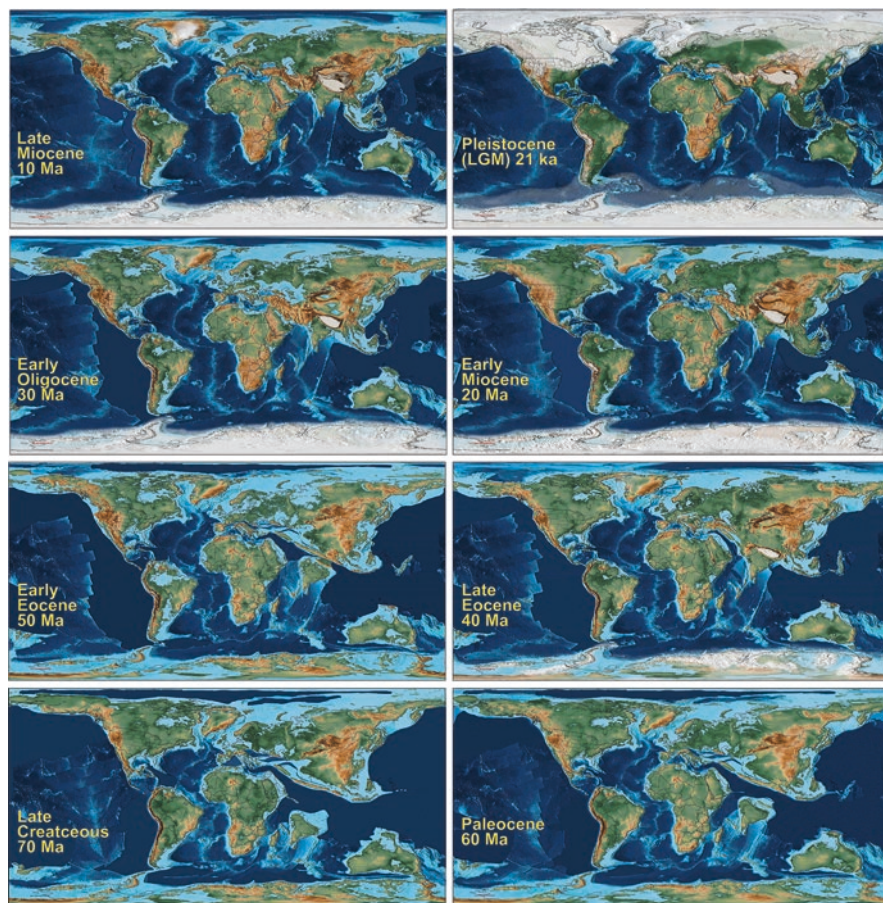 Late
Miocene
10 Ma
Pleistocene
(LGM) 21 ka
Early
Oligocene
30 Ma
Early
Miocene
20 Ma
Early
Eocene
50 Ma
Late
Eocene
40 Ma
Late
Creatceous
70 Ma
Paleocene
60 Ma